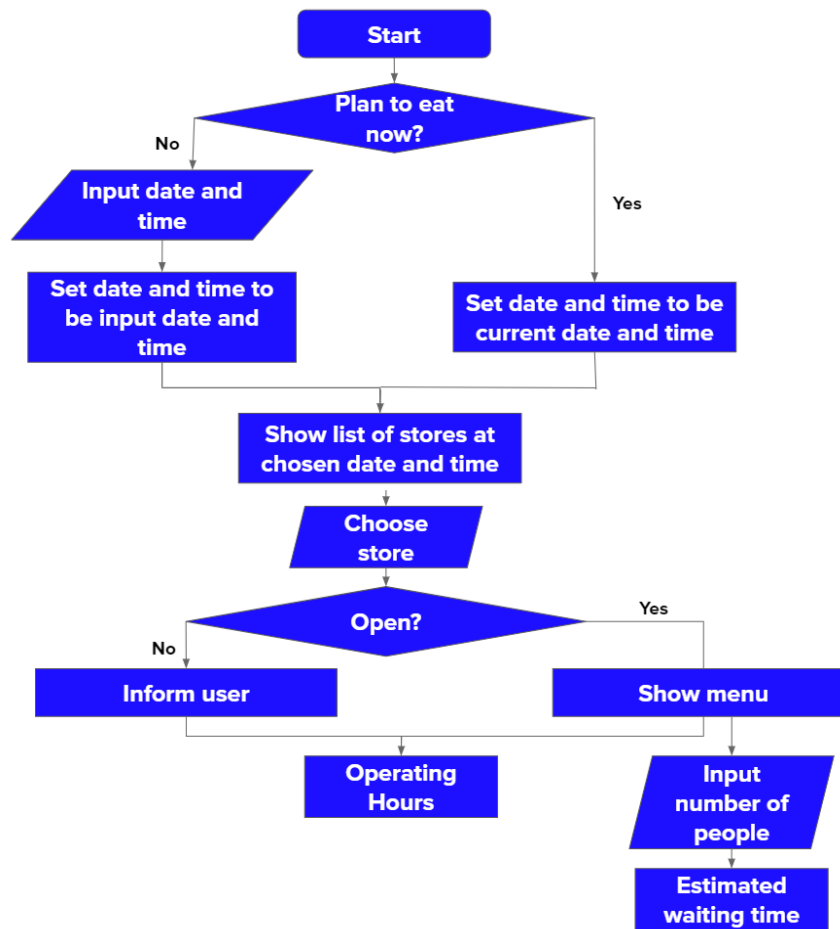 Start
Plan to eat
now?
No
Input date and
time
Yes
Set date and time to
be input date and
time
Set date and time to be
current date and time
Show list of stores at
chosen date and time
Choose
store
Open?
Yes
No
Inform user
Show menu
Operating
Hours
Input
number of
people
Estimated
waiting time